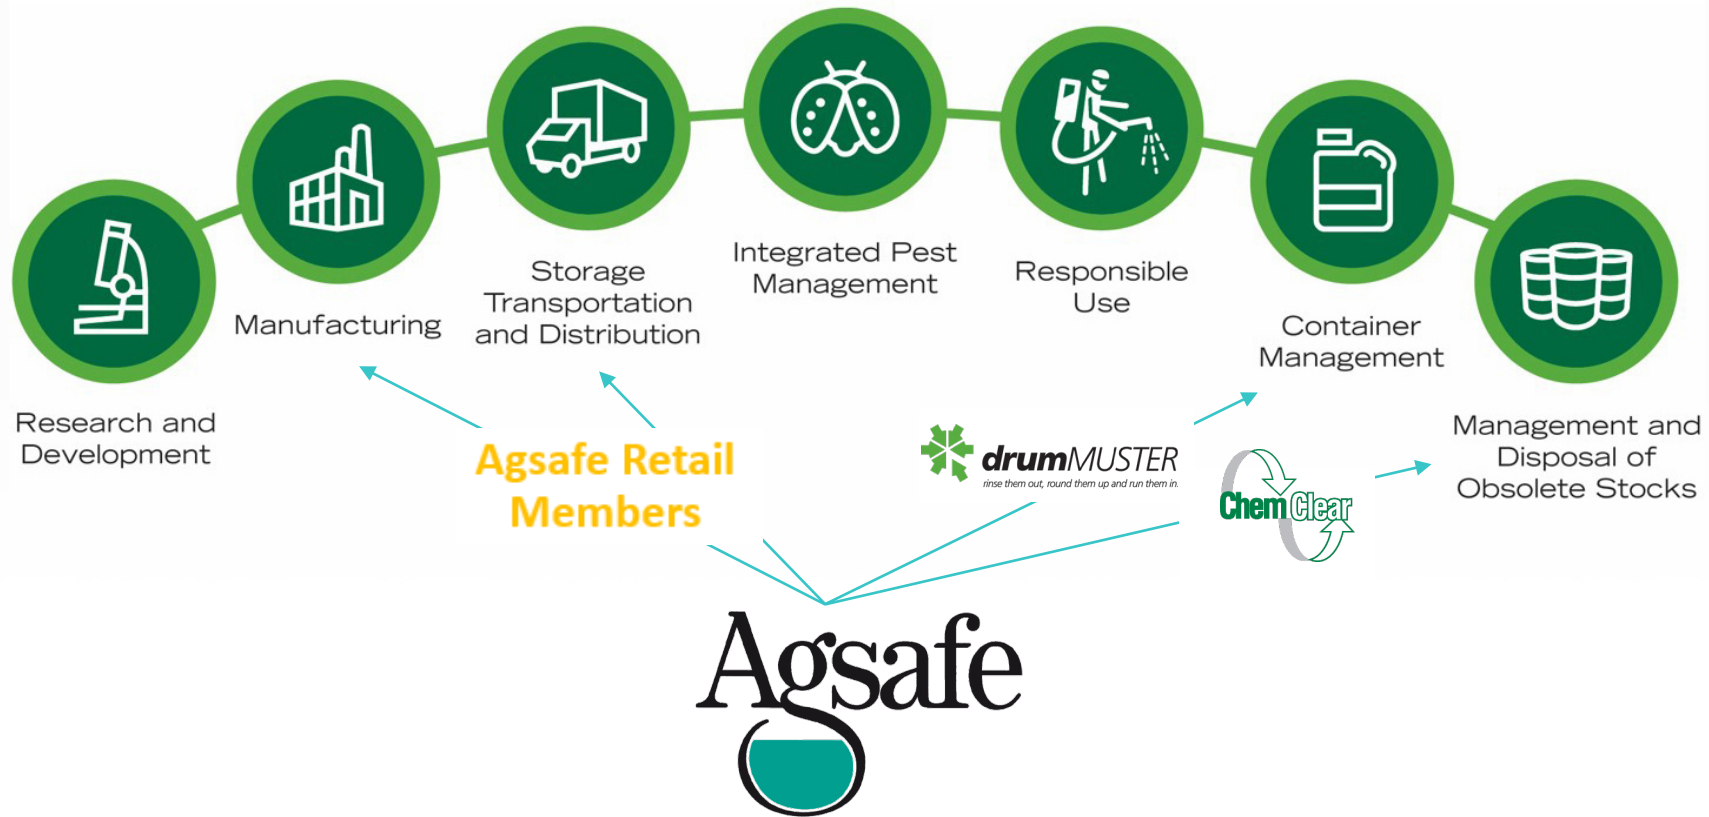 Integrated Pest
Management
Storage
Transportation
and Distribution
Responsible
Use
Manufacturing
Container
Management
Research and
Development
Management and
Disposal of
Obsolete Stocks
Agsafe Retail
Members
drumMUSTER
rinse them out, round them up and run them in.
ChemClear
Agsafe